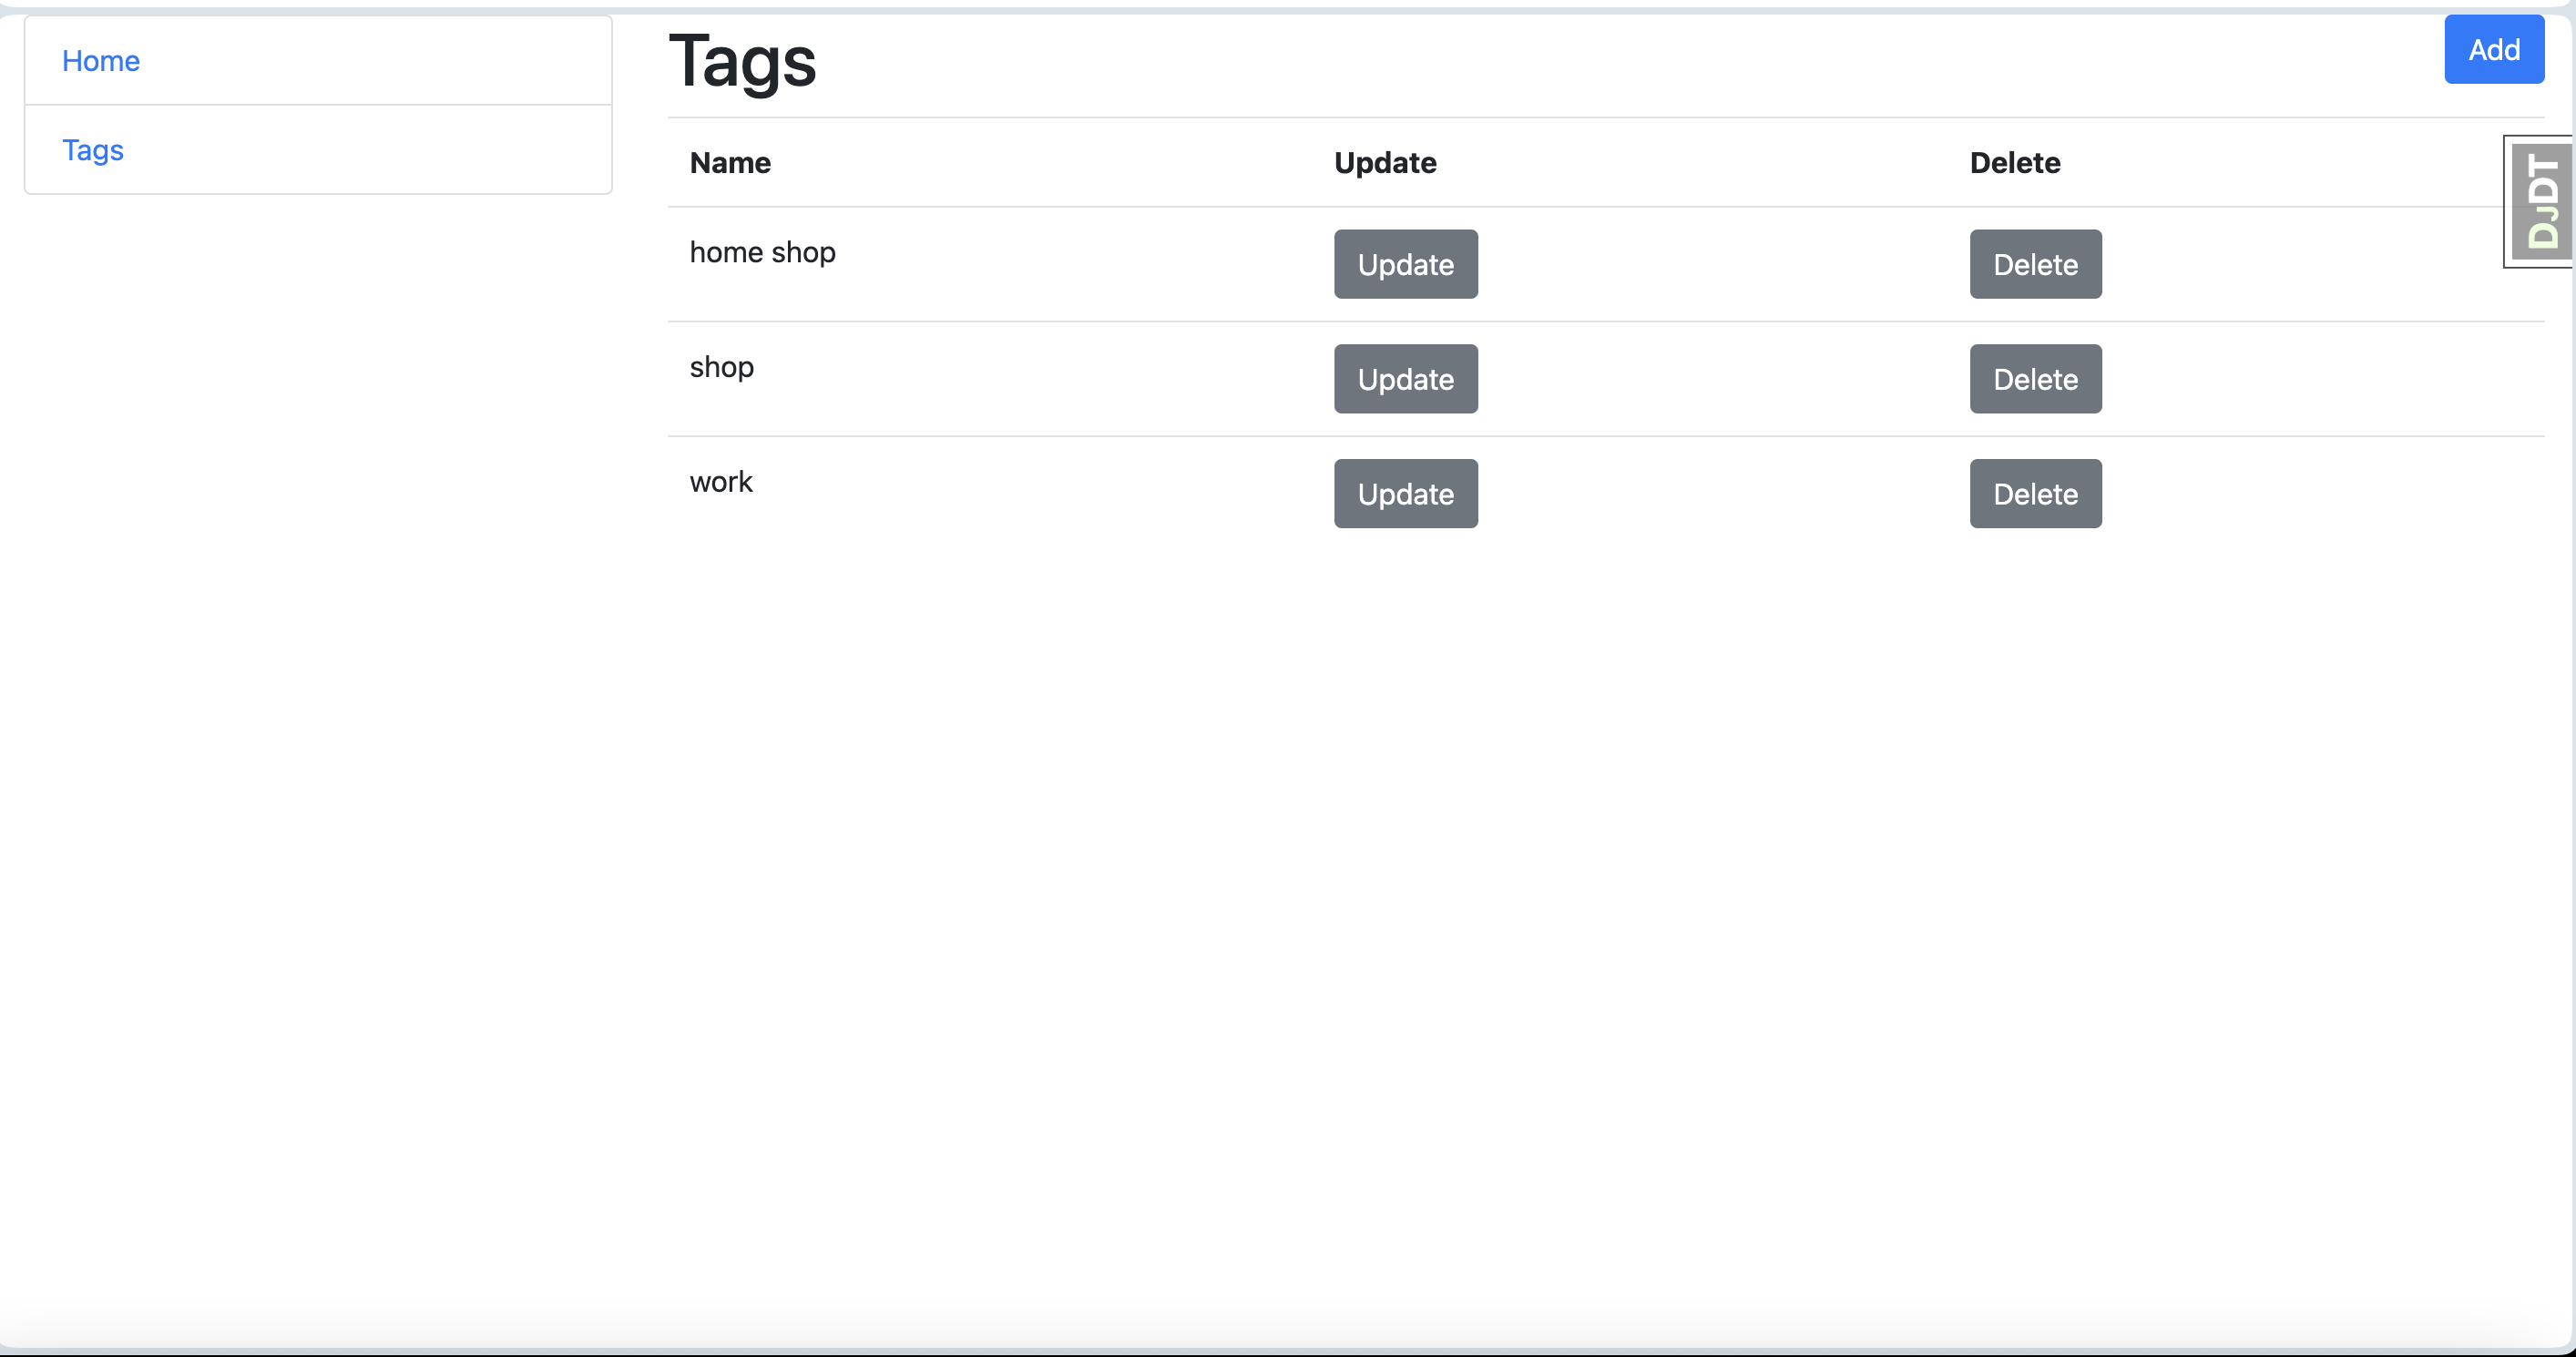 Home
Tags
Tags
Add
Name Update Delete
home shop Update Delete
shop Update Delete
work Update Delete
DJDT